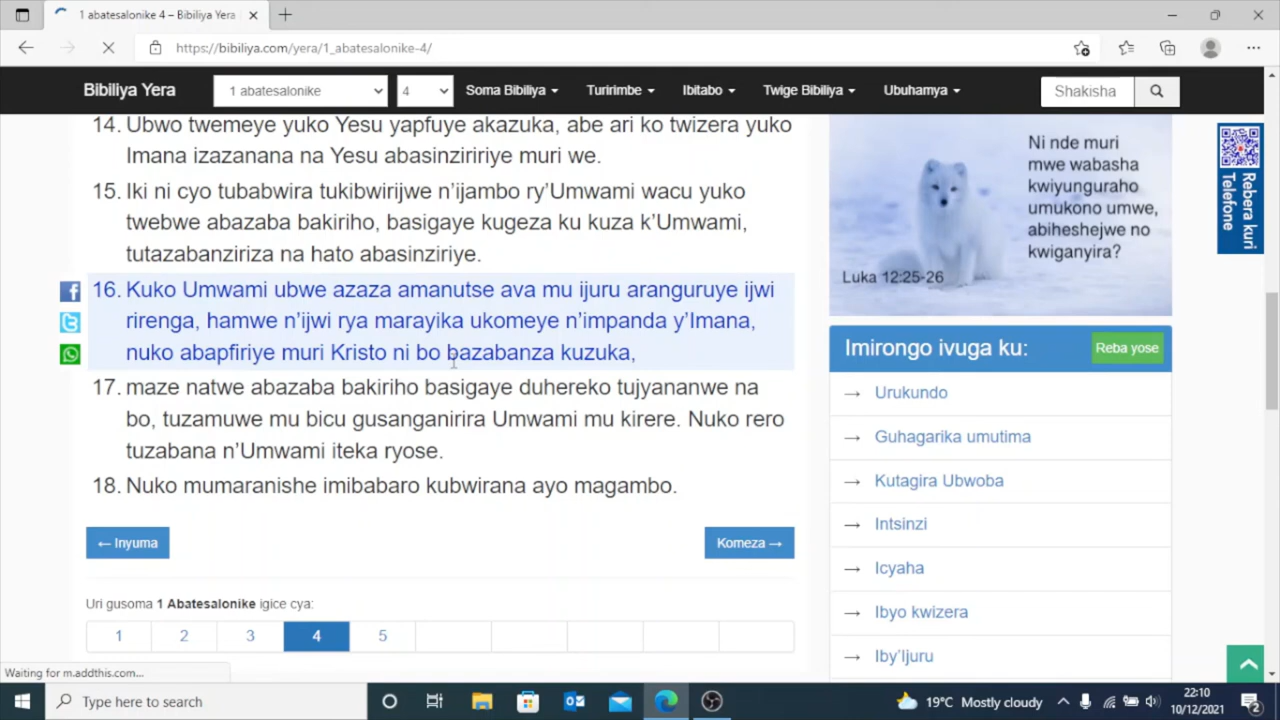 1 abatesalonike 4 – Bibiliya Yera
https://bibiliya.com/yera/1_abatesalonike-4/
Bibiliya Yera
1 abatesalonike
4
Soma Bibiliya
Turirimbe
Ibitabo
Twige Bibiliya
Ubuhamya
Shakisha
14. Ubwo twemeye yuko Yesu yapfuye akazuka, abe ari ko twizera yuko
Imana izazanana na Yesu abasinziririye muri we.
15. Iki ni cyo tubabwira tukibwirijwe n’ijambo ry’Umwami wacu yuko
twebwe abazaba bakiriho, basigaye kugeza ku kuza k’Umwami,
tutazabanziriza na hato abasinziriye.
16. Kuko Umwami ubwe azaza amanutse ava mu ijuru aranguruye ijwi
rirenga, hamwe n’ijwi rya marayika ukomeye n’impanda y’Imana,
nuko abapfiriye muri Kristo ni bo bazabanza kuzuka,
17. maze natwe abazaba bakiriho basigaye duhereko tujyananwe na
bo, tuzamuwe mu bicu gusanganirira Umwami mu kirere. Nuko rero
tuzabana n’Umwami iteka ryose.
18. Nuko mumaranishe imibabaro kubwirana ayo magambo.
← Inyuma
Komeza →
Uri gusoma 1 Abatesalonike igice cya:
1 2 3 4 5
Ni nde muri
mwe wabasha
kwiyunguraho
umukono umwe,
abiheshejwe no
kwiganyira?
Luka 12:25-26
Rebera kuri
Telefone
Imirongo ivuga ku:
Reba yose
→ Urukundo
→ Guhagarika umutima
→ Kutagira Ubwoba
→ Intsinzi
→ Icyaha
→ Ibyo kwizera
→ Iby’Ijuru
Waiting for m.addthis.com...
Type here to search
19°C Mostly cloudy
22:10
10/12/2021
2